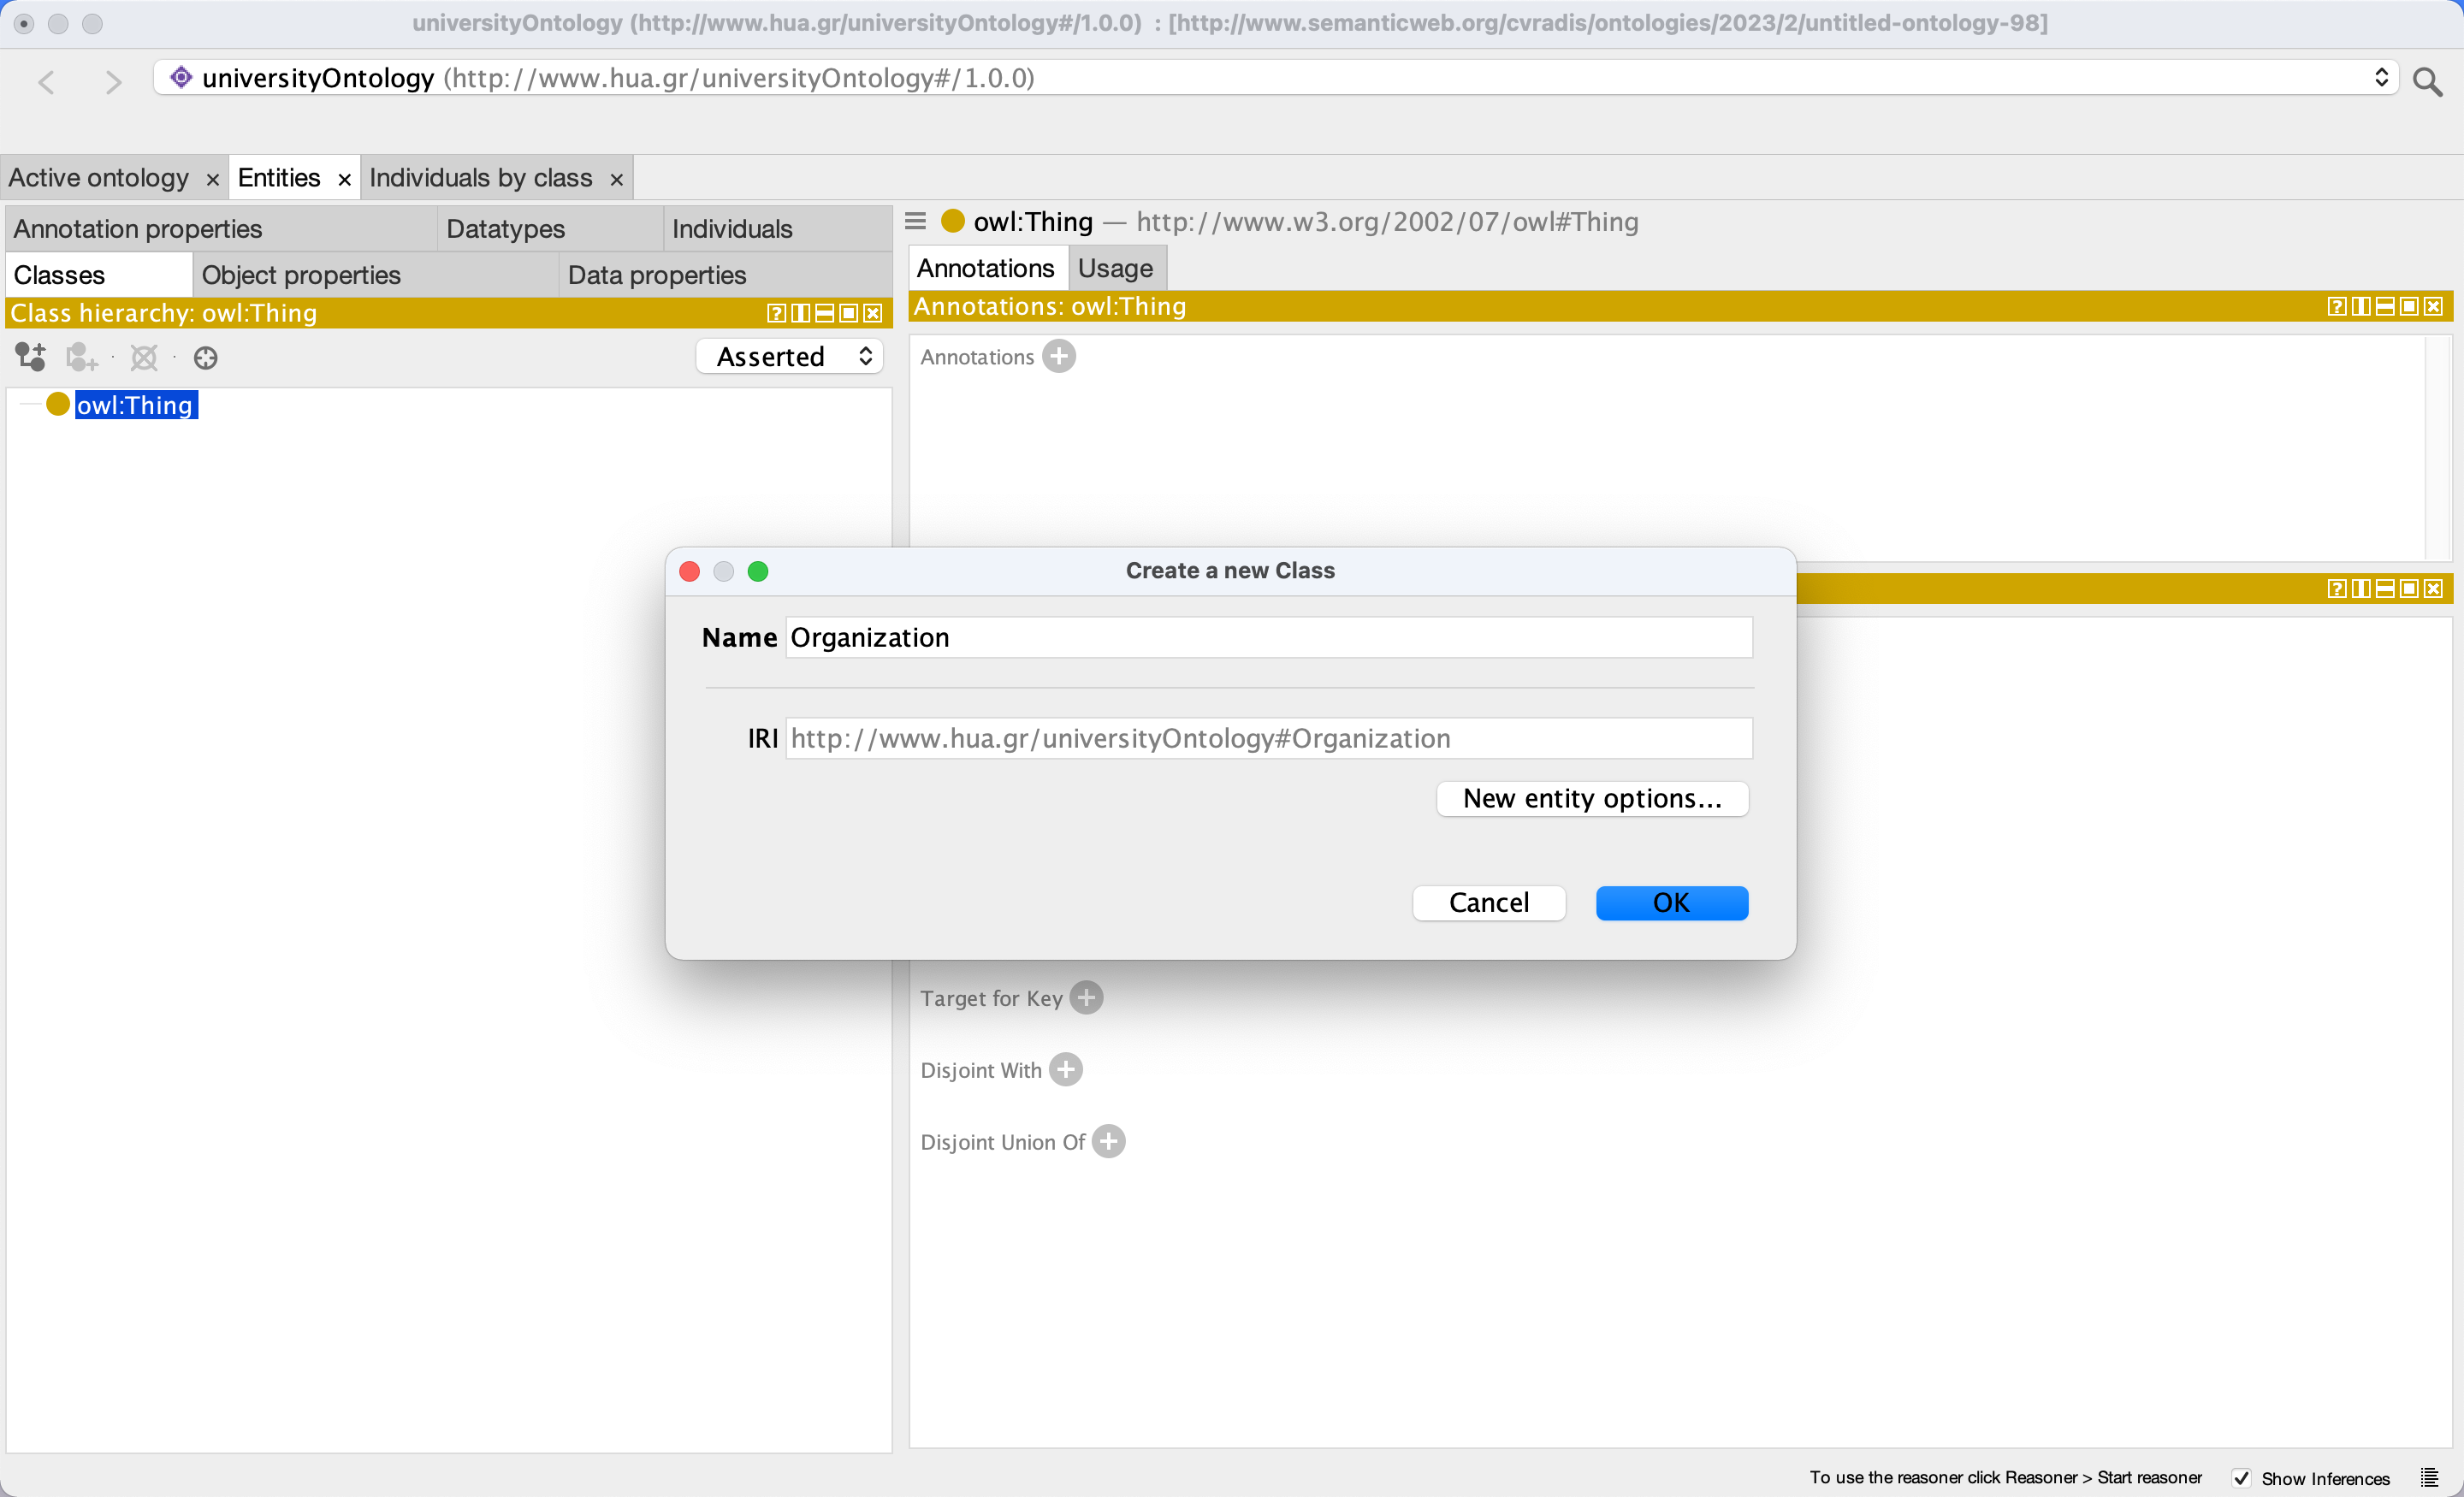 universityOntology (http://www.hua.gr/universityOntology#/1.0.0) : [http://www.semanticweb.org/cvradis/ontologies/2023/2/untitled-ontology-98]
universityOntology (http://www.hua.gr/universityOntology#/1.0.0)
Active ontology × Entities × Individuals by class ×
Annotation properties Datatypes Individuals
Classes Object properties Data properties
Class hierarchy: owl:Thing
Asserted
owl:Thing
owl:Thing — http://www.w3.org/2002/07/owl#Thing
Annotations Usage
Annotations: owl:Thing
Annotations
Create a new Class
Name Organization
IRI http://www.hua.gr/universityOntology#Organization
New entity options...
Cancel OK
Target for Key
Disjoint With
Disjoint Union Of
To use the reasoner click Reasoner > Start reasoner Show Inferences